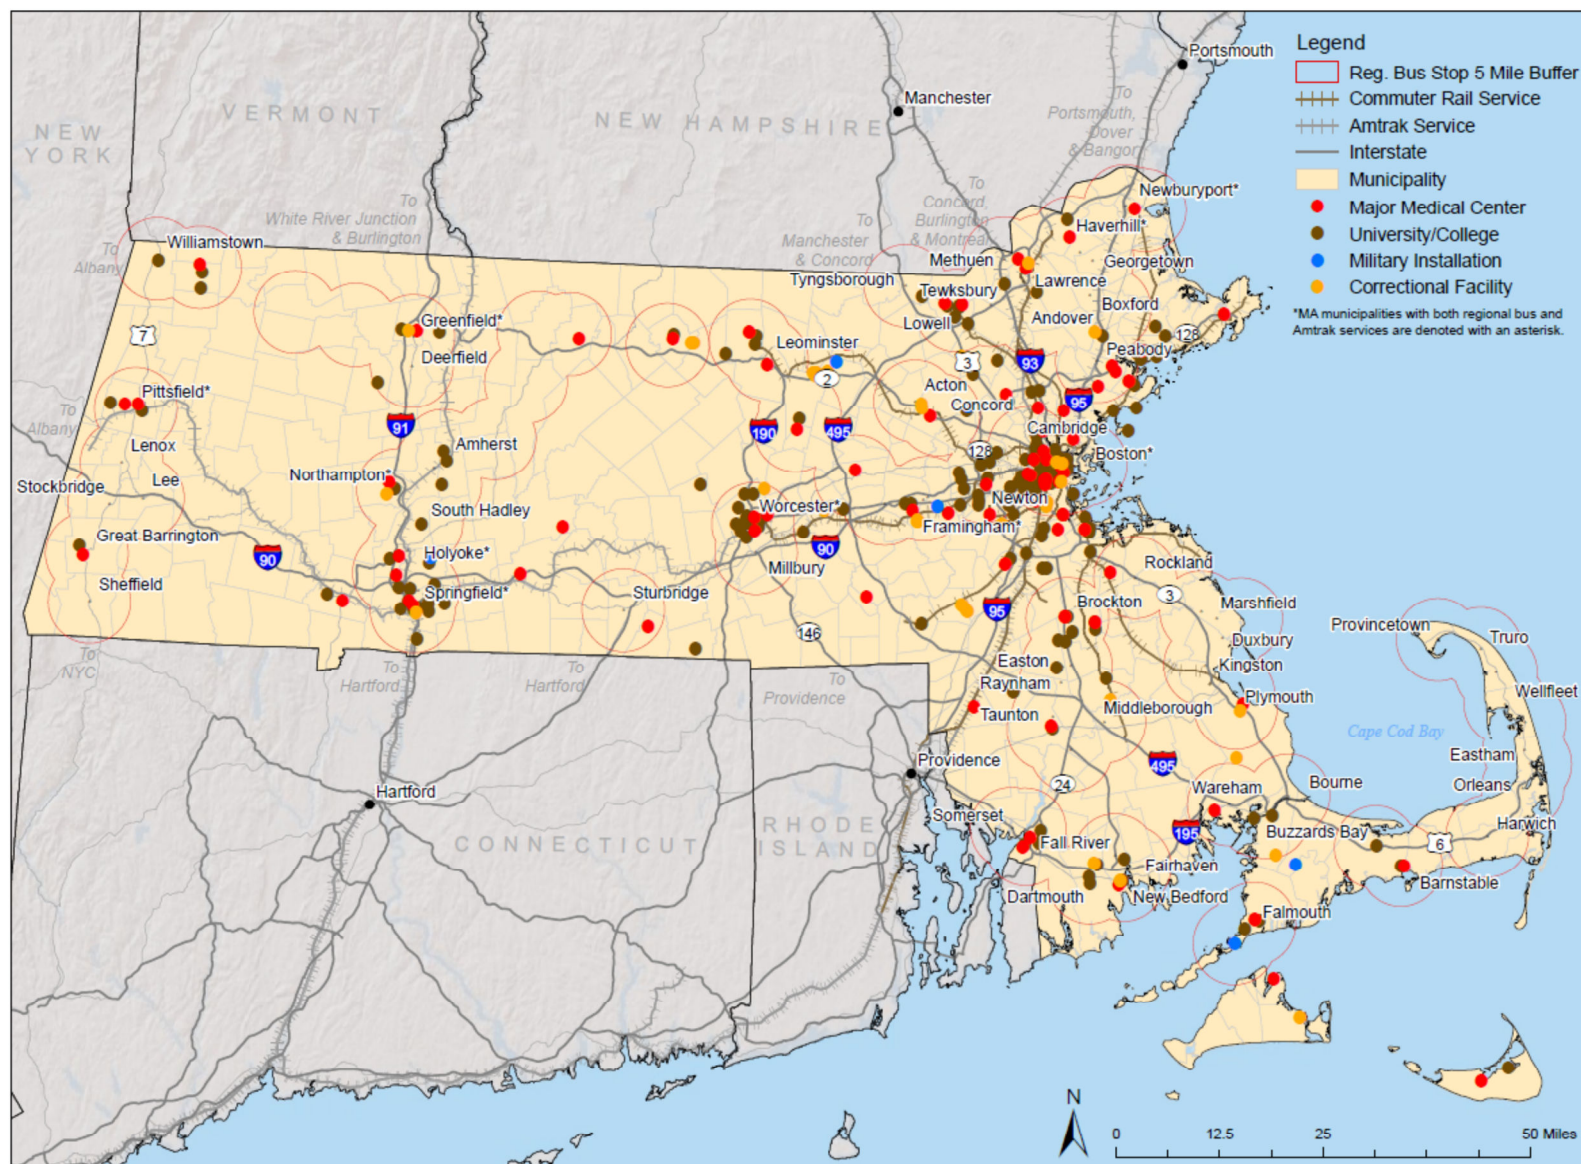 Legend
Reg. Bus Stop 5 Mile Buffer
Commuter Rail Service
Amtrak Service
Interstate
Municipality
Major Medical Center
University/College
Military Installation
Correctional Facility
*MA municipalities with both regional bus and
Amtrak services are denoted with an asterisk.
Portsmouth
Manchester
VERMONT
NEW HAMPSHIRE
NEW
YORK
To
Portsmouth,
Dover
& Bangor
To
Concord,
Burlington
& Montreal
To
Manchester
& Concord
To
White River Junction
& Burlington
To
Albany
Newburyport*
Haverhill*
Williamstown
Methuen
Georgetown
Tyngsborough
Lawrence
Tewksbury
Boxford
Lowell
Andover
128
Greenfield*
7
Leominster
Peabody
Deerfield
93
3
2
Acton
Pittsfield*
Concord
95
To
Albany
91
190
495
Cambridge
Lenox
Amherst
128
Boston*
Lee
Northampton*
Stockbridge
Newton
South Hadley
Worcester*
Framingham*
Great Barrington
90
Holyoke*
90
Rockland
Sheffield
Millbury
Springfield*
Sturbridge
3
Brockton
95
Marshfield
146
Duxbury
Provincetown
Truro
To
NYC
To
Hartford
To
Hartford
To
Providence
Easton
Kingston
Raynham
Wellfleet
Plymouth
Middleborough
Taunton
Cape Cod Bay
Providence
495
Eastham
Hartford
24
Wareham
Bourne
Orleans
Somerset
Harwich
RHODE
ISLAND
CONNECTICUT
195
Buzzards Bay
6
Fall River
Fairhaven
Barnstable
Dartmouth
New Bedford
Falmouth
N
0 12.5 25 50 Miles